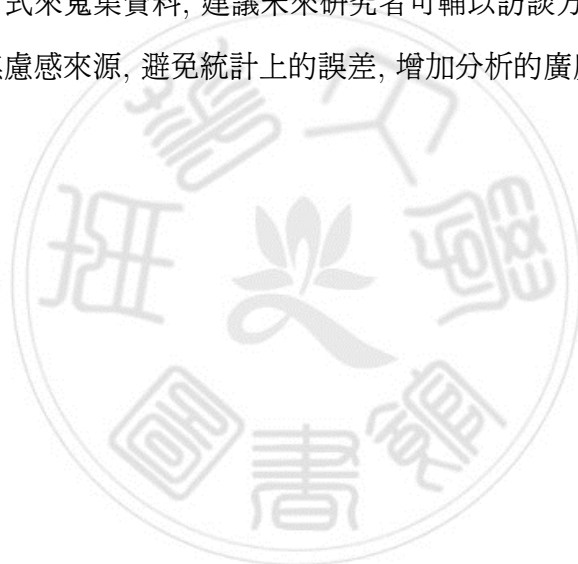 式來蒐集資料, 建議未來研究者可輔以訪談方
慮感來源, 避免統計上的誤差, 增加分析的廣
書